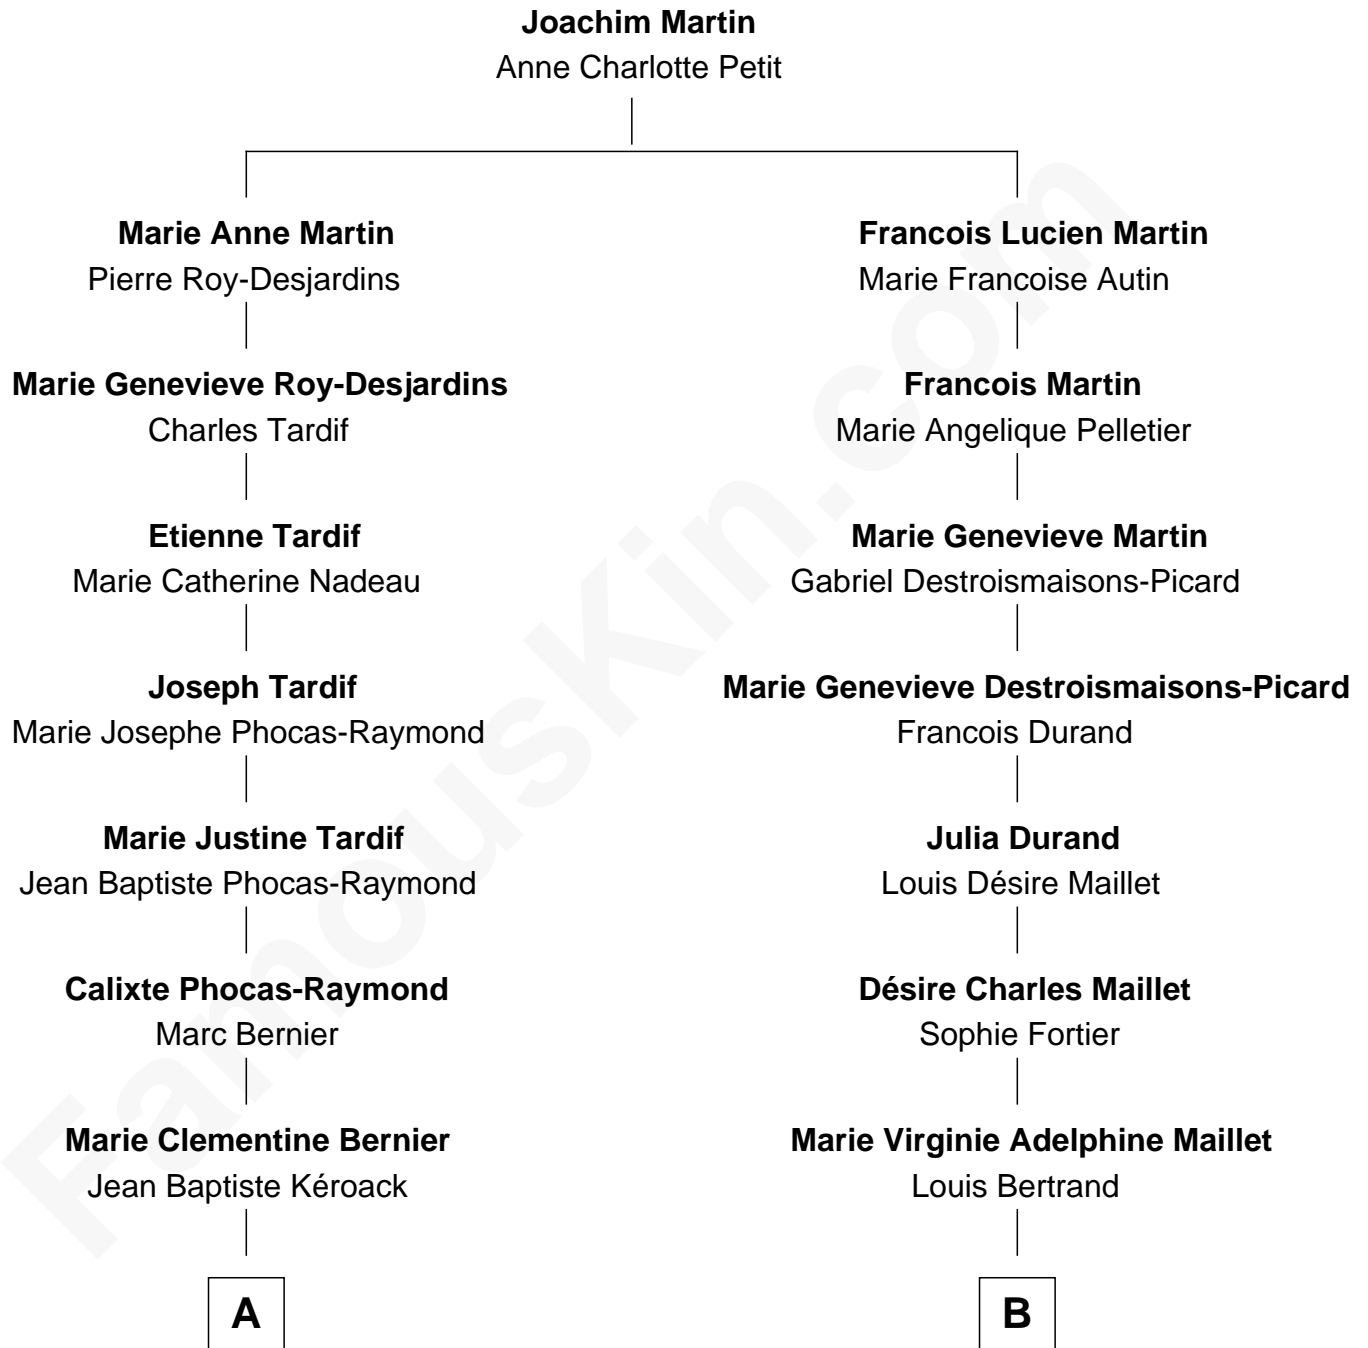 Joachim Martin
Anne Charlotte Petit
Marie Anne Martin
Pierre Roy-Desjardins
Francois Lucien Martin
Marie Francoise Autin
Marie Genevieve Roy-Desjardins
Charles Tardif
Francois Martin
Marie Angelique Pelletier
Etienne Tardif
Marie Catherine Nadeau
Marie Genevieve Martin
Gabriel Destroismaisons-Picard
Joseph Tardif
Marie Josephe Phocas-Raymond
Marie Genevieve Destroismaisons-Picard
Francois Durand
Marie Justine Tardif
Jean Baptiste Phocas-Raymond
Julia Durand
Louis Désire Maillet
Calixte Phocas-Raymond
Marc Bernier
Désire Charles Maillet
Sophie Fortier
Marie Clementine Bernier
Jean Baptiste Kéroack
Marie Virginie Adelphine Maillet
Louis Bertrand
A
B
FamousKin.com